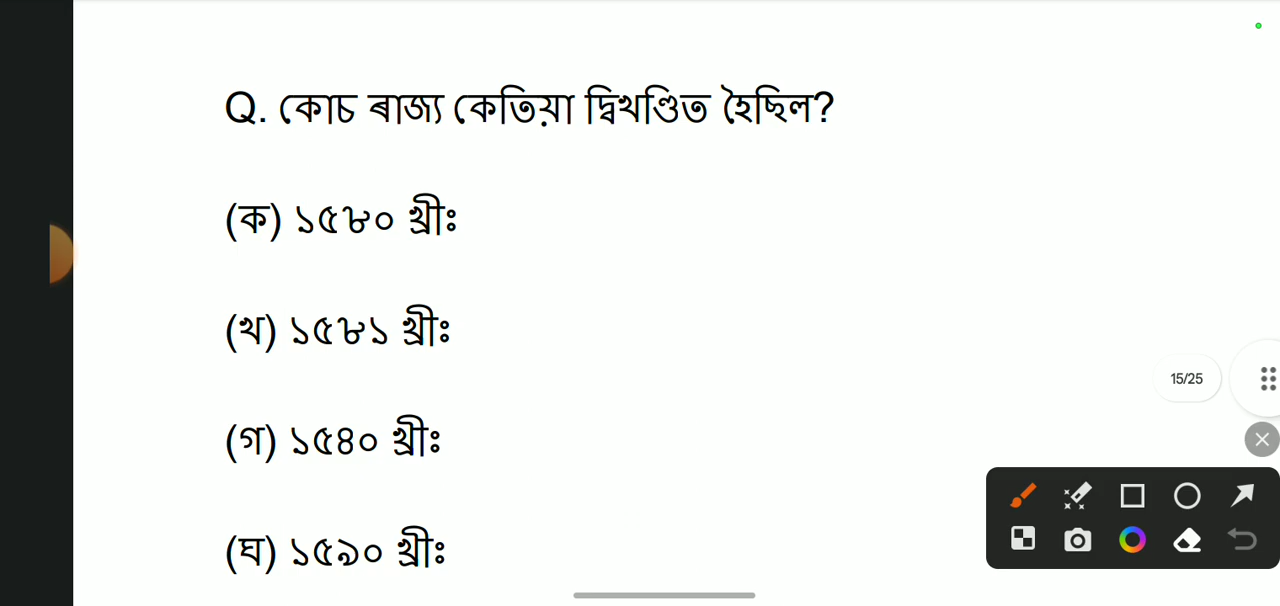 Q. কোচ ৰাজ্য কেতিয়া দ্বিখণ্ডিত হৈছিল?
(ক) ১৫৮০ খ্ৰীঃ
(খ) ১৫৮১ খ্ৰীঃ
(গ) ১৫৪০ খ্ৰীঃ
15/25
(ঘ) ১৫৯০ খ্ৰীঃ